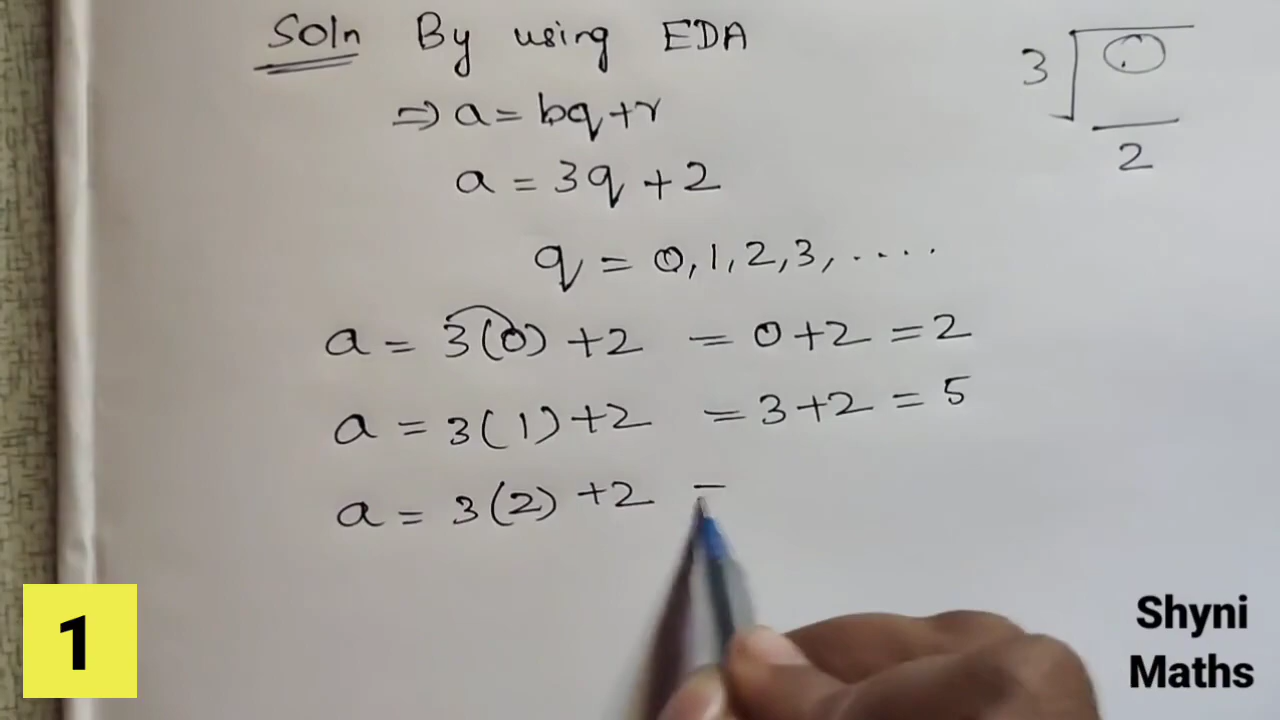 Soln By using EDA
⇒ a = bq+r
a = 3q + 2
q = 0,1,2,3, ....
a = 3(0) +2 = 0+2 = 2
a = 3(1)+2 = 3+2 = 5
a = 3(2) +2 =
3
2
1
Shyni
Maths